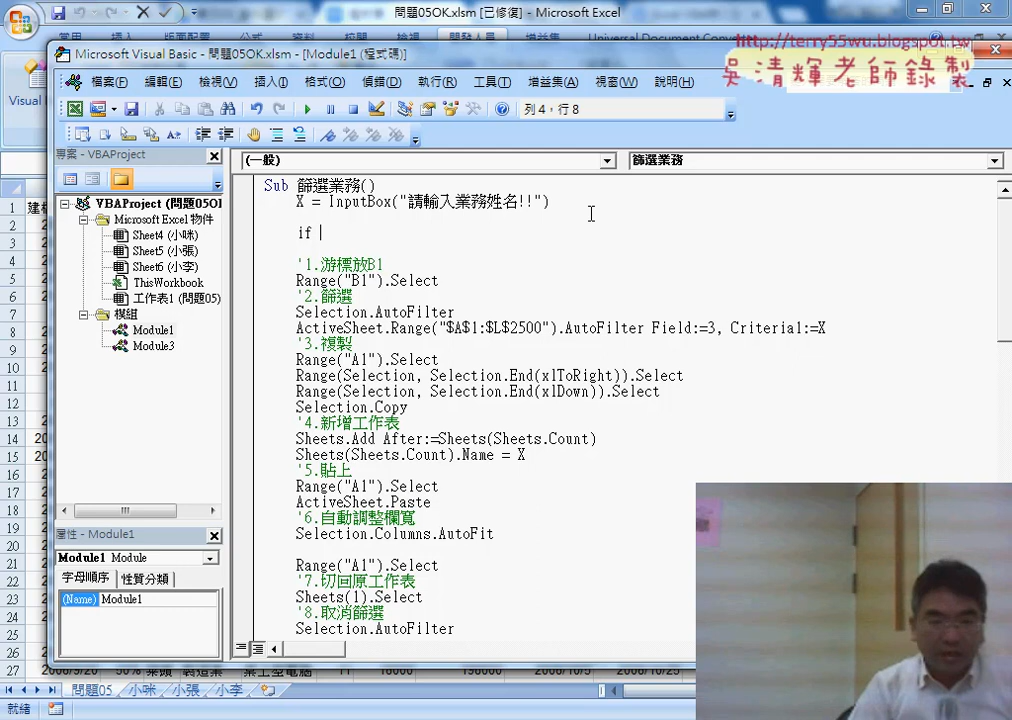 問題05OK.xlsm [已修復] - Microsoft Excel
Microsoft Visual Basic - 問題05OK.xlsm - [Module1 (程式碼)]
http://terry55wu.blogspot.tw
吳清輝老師錄製
檔案(F) 編輯(E) 檢視(V) 插入(I) 格式(O) 偵錯(D) 執行(R) 工具(T) 增益集(A) 視窗(W) 說明(H)
列 4，行 8
專案 - VBAProject
(一般)
篩選業務
VBAProject (問題05OI
Microsoft Excel 物件
Sheet4 (小咪)
Sheet5 (小張)
Sheet6 (小李)
ThisWorkbook
工作表1 (問題05)
模組
Module1
Module3
屬性 - Module1
Module1 Module
字母順序 性質分類
(Name) Module1
Sub 篩選業務()
X = InputBox("請輸入業務姓名!!")
if
'1.游標放B1
Range("B1").Select
'2.篩選
Selection.AutoFilter
ActiveSheet.Range("$A$1:$L$2500").AutoFilter Field:=3, Criteria1:=X
'3.複製
Range("A1").Select
Range(Selection, Selection.End(xlToRight)).Select
Range(Selection, Selection.End(xlDown)).Select
Selection.Copy
'4.新增工作表
Sheets.Add After:=Sheets(Sheets.Count)
Sheets(Sheets.Count).Name = X
'5.貼上
Range("A1").Select
ActiveSheet.Paste
'6.自動調整欄寬
Selection.Columns.AutoFit
Range("A1").Select
'7.切回原工作表
Sheets(1).Select
'8.取消篩選
Selection.AutoFilter
問題05 小咪 小張 小李
就緒